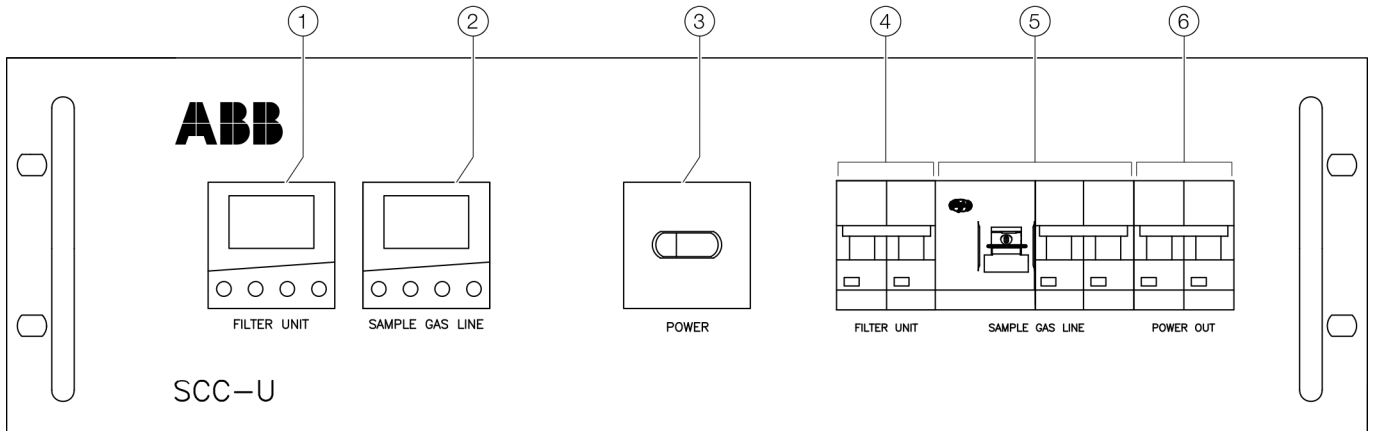 1 2 3 4 5 6
ABB
FILTER UNIT SAMPLE GAS LINE POWER FILTER UNIT SAMPLE GAS LINE POWER OUT
SCC-U